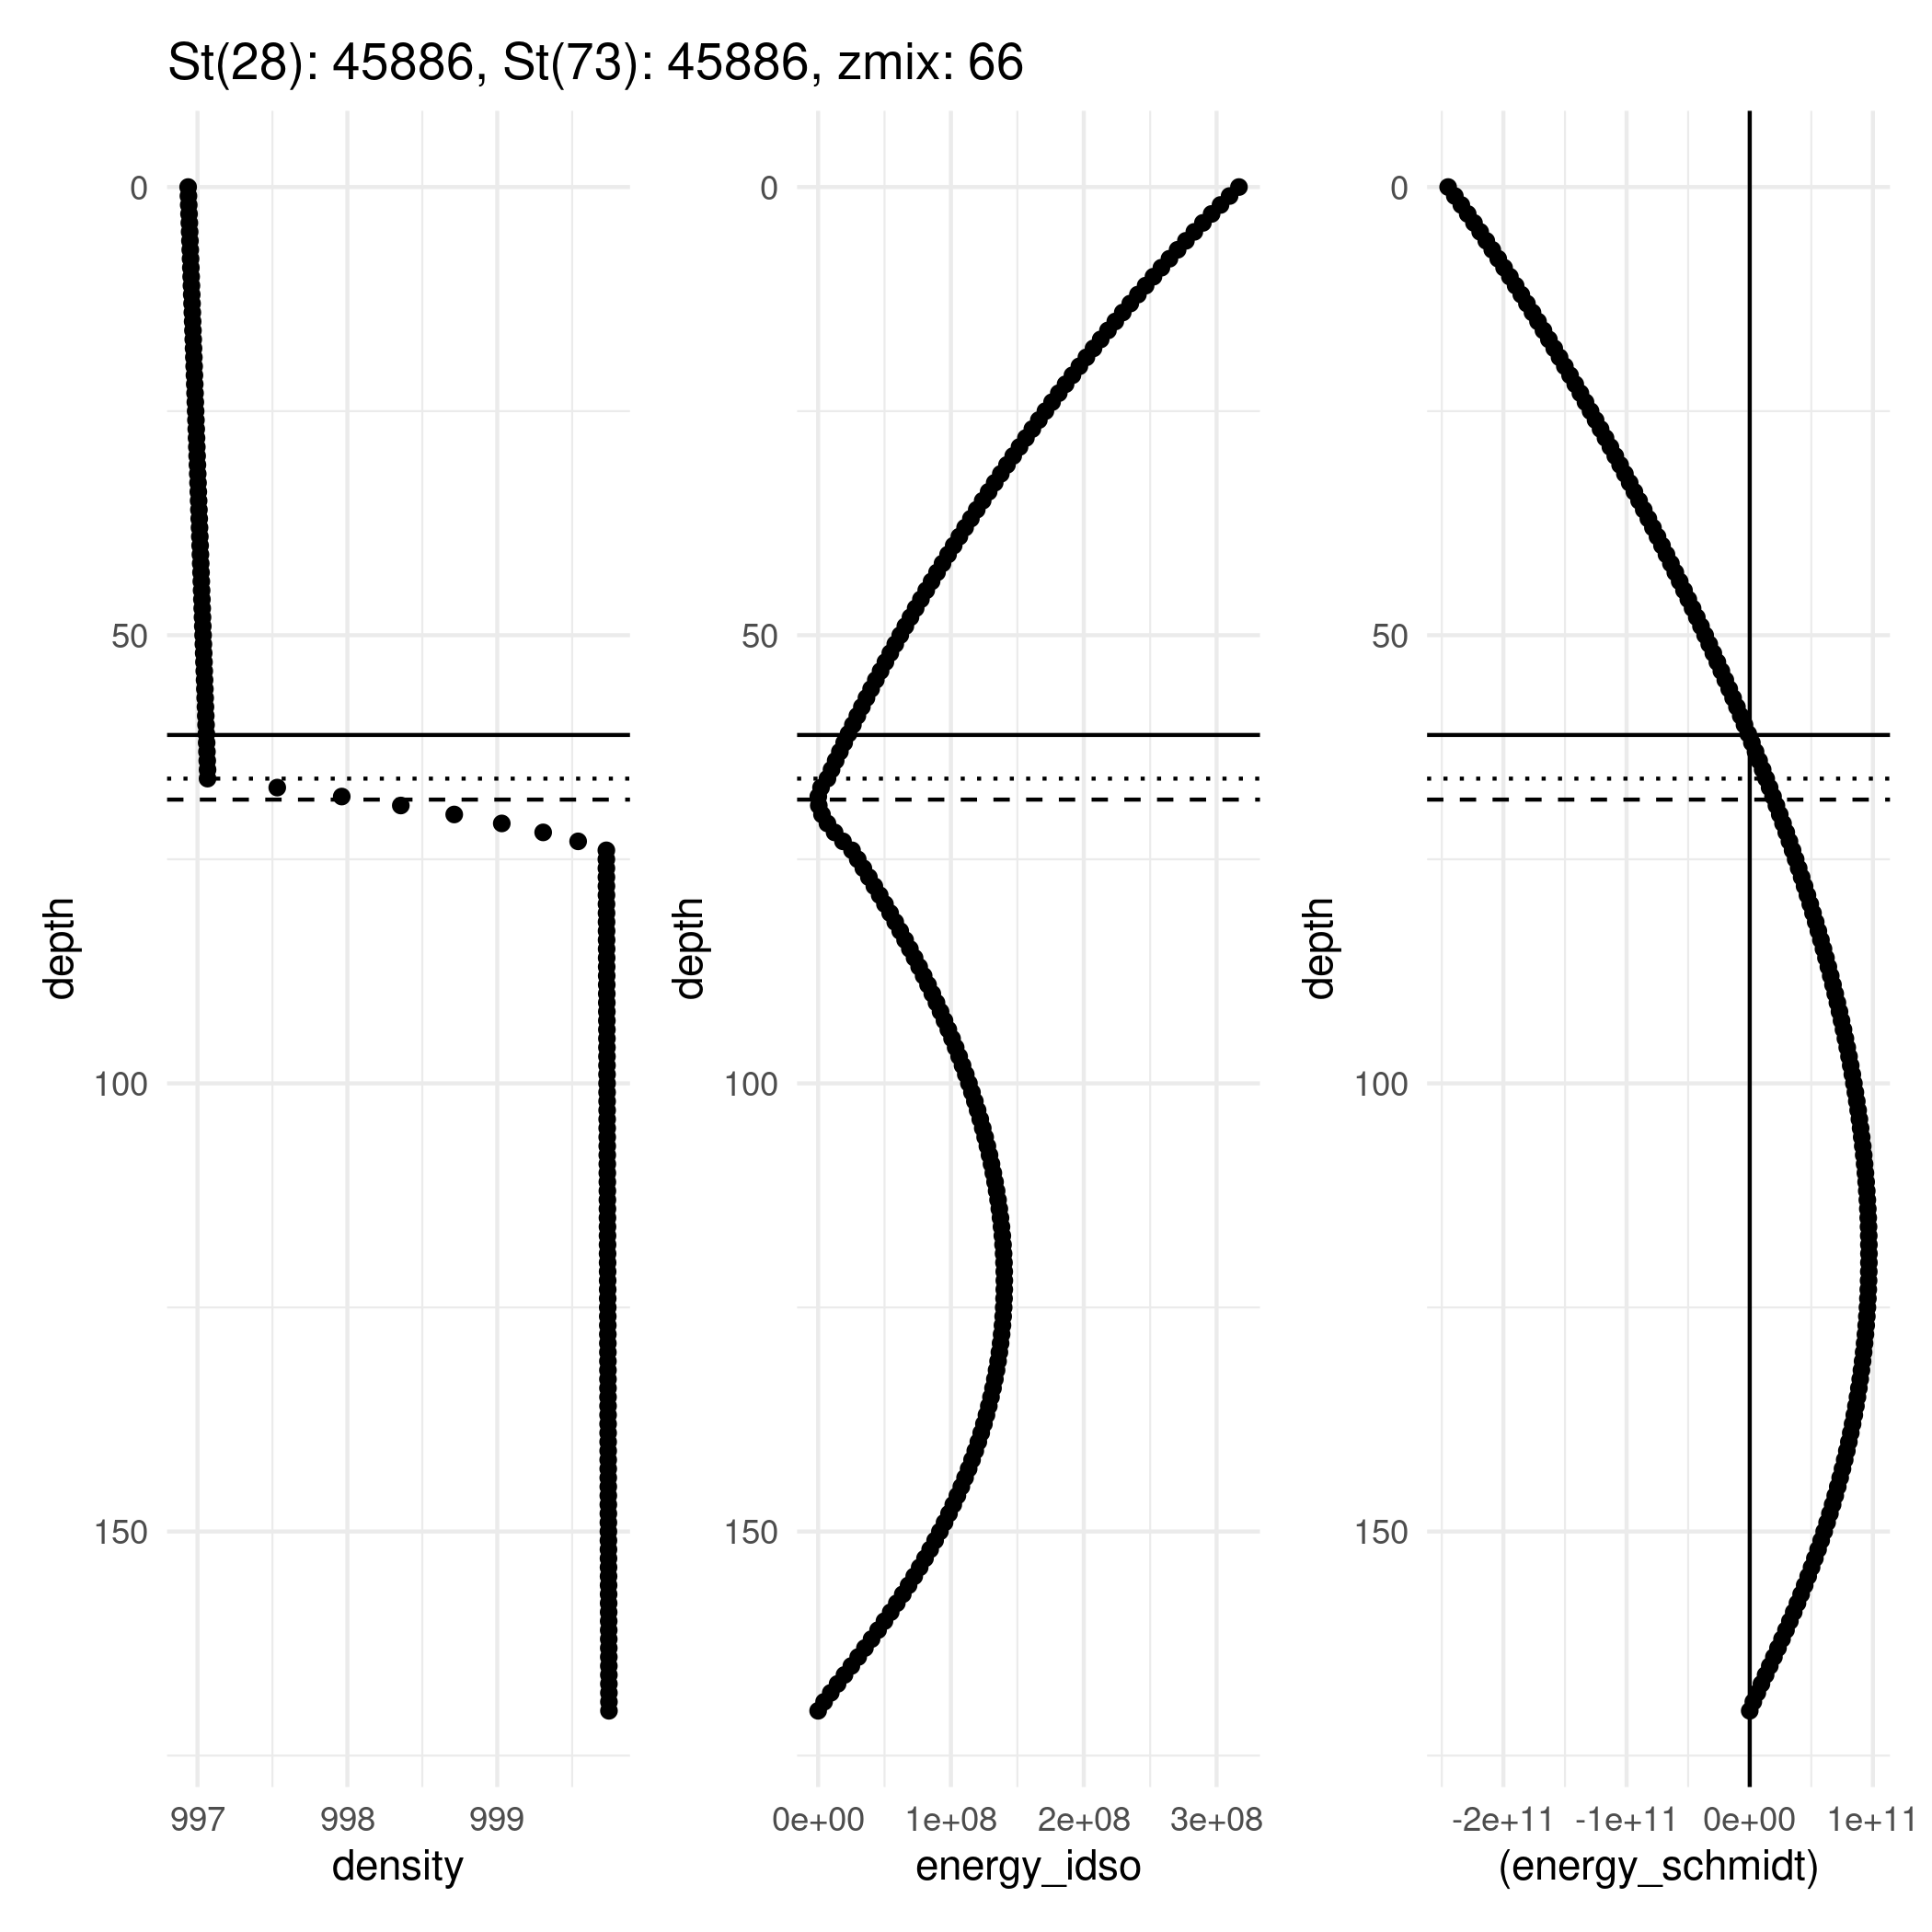 St(28): 45886, St(73): 45886, zmix: 66
0
50
100
150
depth
997 998 999
density
0
50
100
150
depth
0e+00 1e+08 2e+08 3e+08
energy_idso
0
50
100
150
depth
-2e+11 -1e+11 0e+00 1e+11
(energy_schmidt)